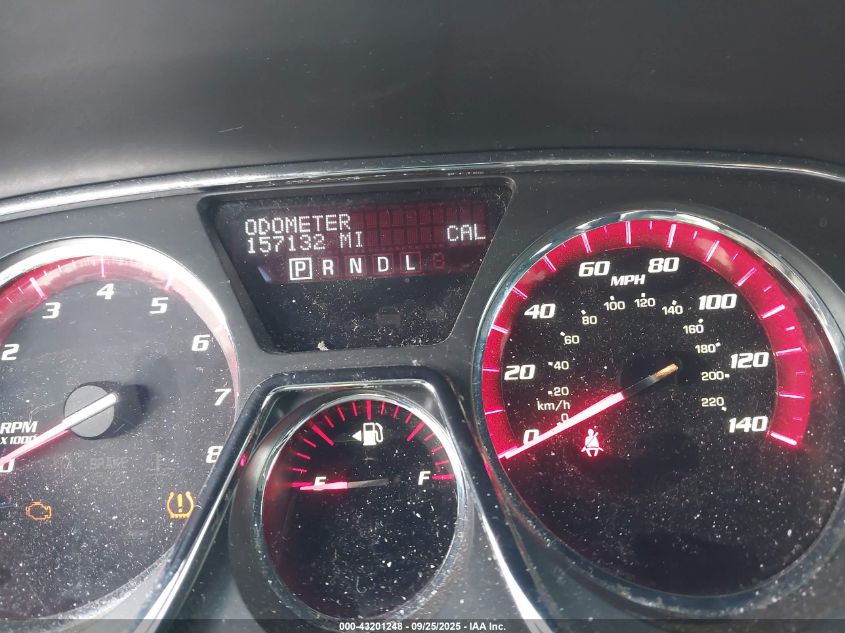 ODOMETER
157132 MI
CAL
P R N D L
2 3 4 5 6 7 8
RPM
X 1000
0
E F
0 20 40 60 80 100 120 140
MPH
0 20 40 60 80 100 120 140 160 180 200 220
km/h
000-43201248 - 09/25/2025 - IAA Inc.